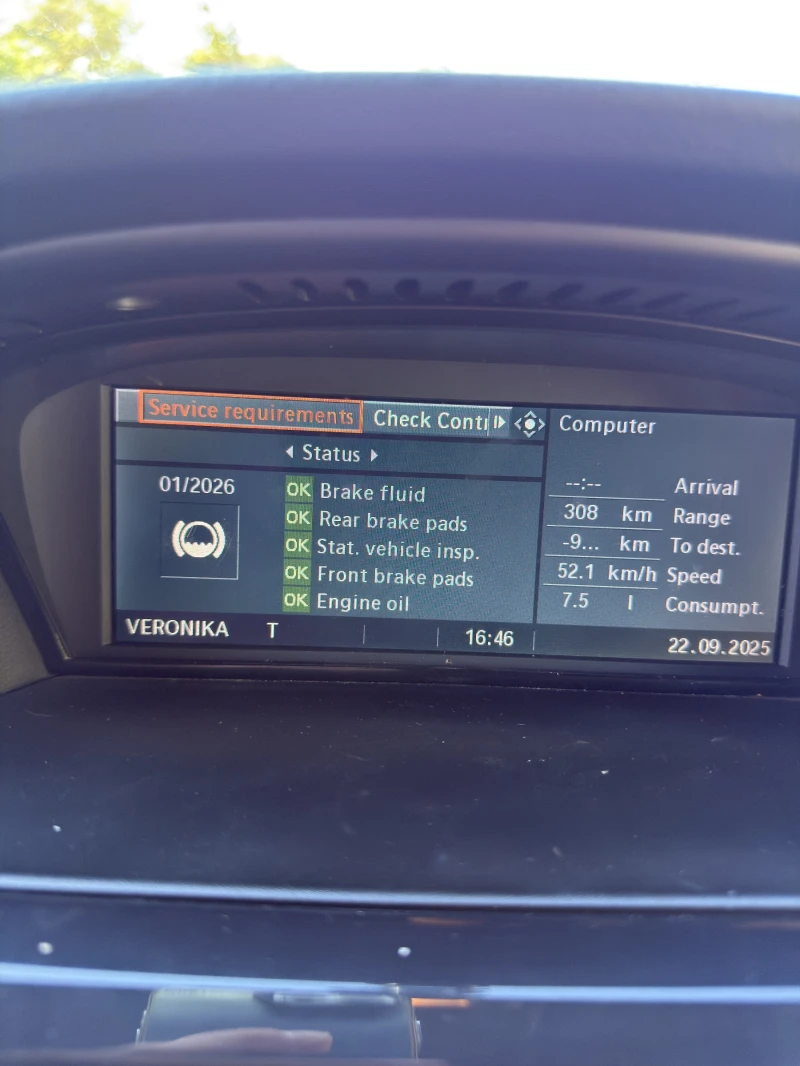 Service requirements Check Contr
Status
01/2026
OK Brake fluid
OK Rear brake pads
OK Stat. vehicle insp.
OK Front brake pads
OK Engine oil
Computer
--:-- Arrival
308 km Range
-9... km To dest.
52.1 km/h Speed
7.5 l Consumpt.
VERONIKA T 16:46 22.09.2025